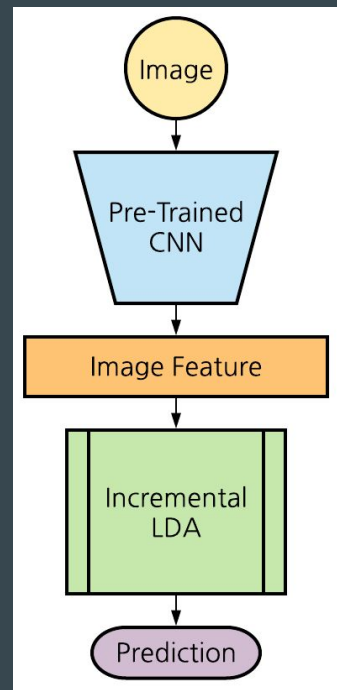 Image
Pre-Trained
CNN
Image Feature
Incremental
LDA
Prediction